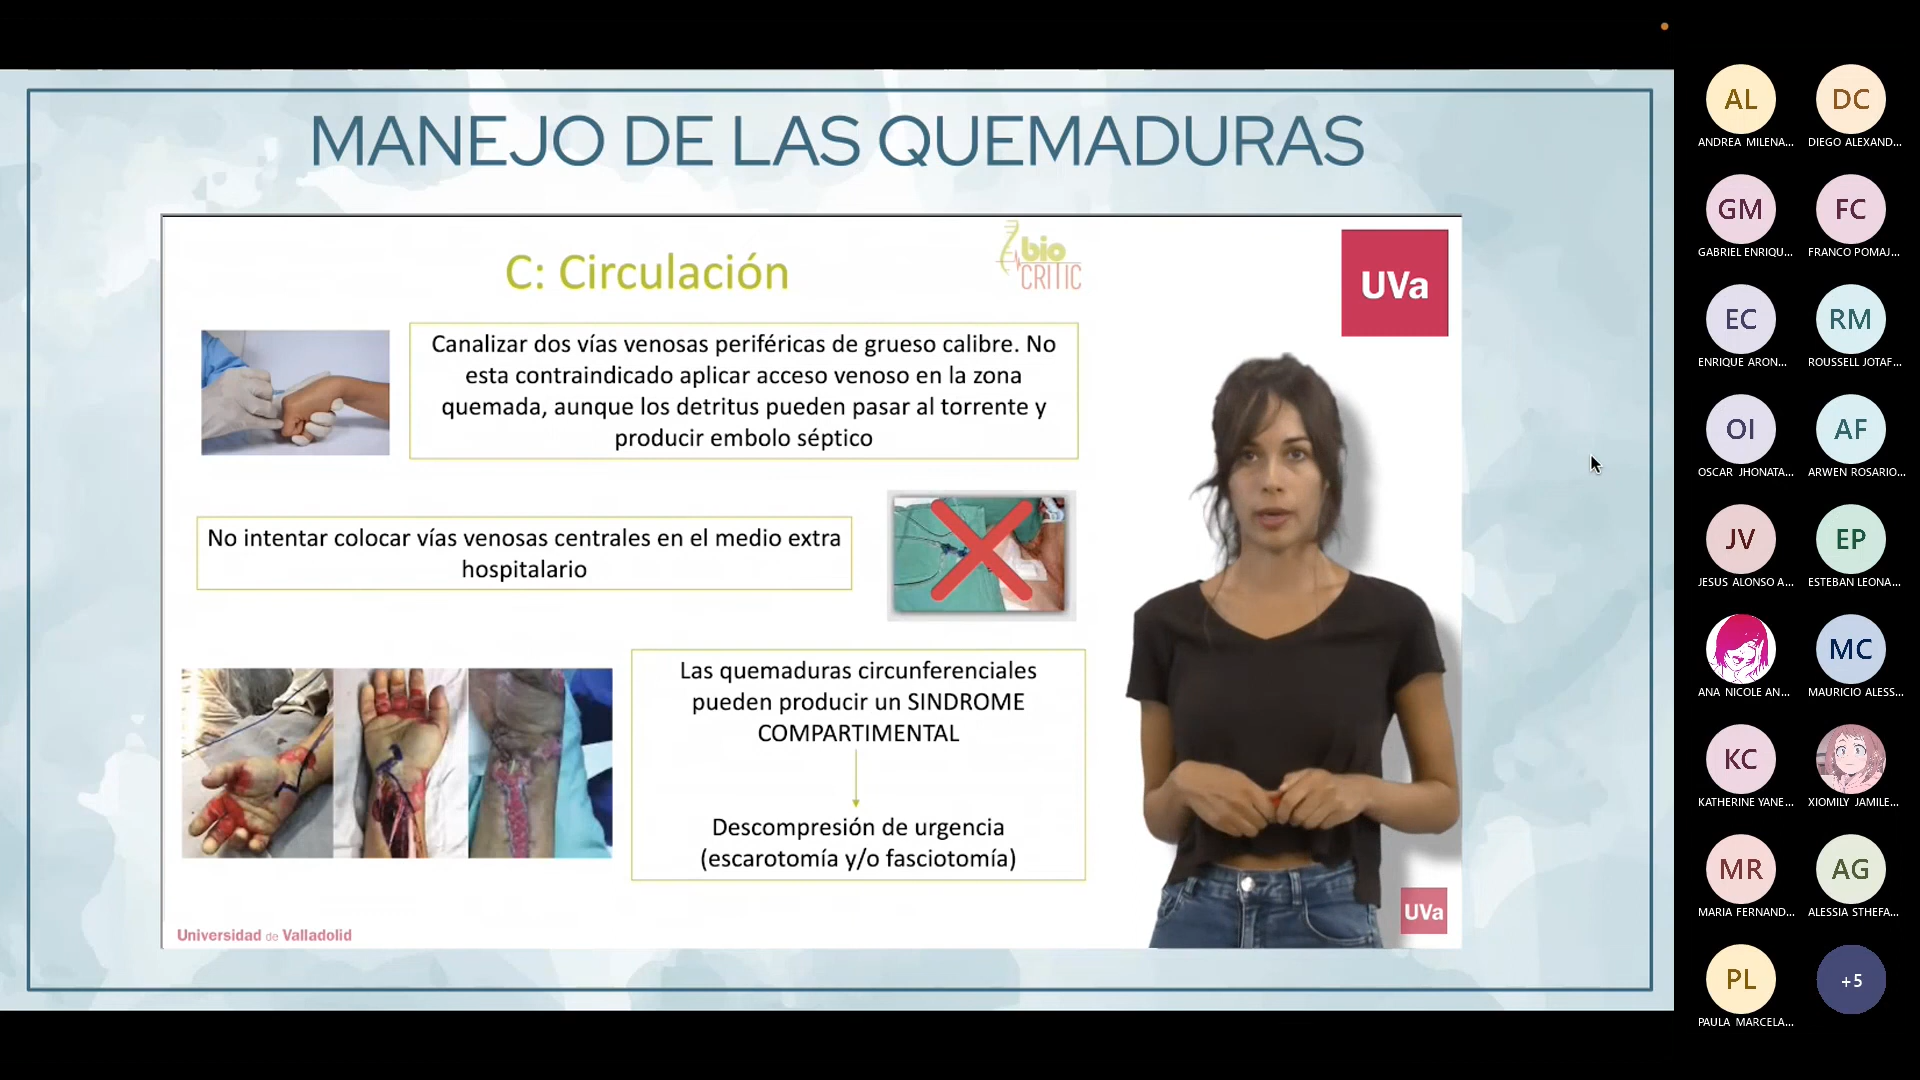 MANEJO DE LAS QUEMADURAS
C: Circulación
bio
CRITIC
UVa
Canalizar dos vías venosas periféricas de grueso calibre. No
esta contraindicado aplicar acceso venoso en la zona
quemada, aunque los detritus pueden pasar al torrente y
producir embolo séptico
No intentar colocar vías venosas centrales en el medio extra
hospitalario
Las quemaduras circunferenciales
pueden producir un SINDROME
COMPARTIMENTAL
Descompresión de urgencia
(escarotomía y/o fasciotomía)
UVa
Universidad de Valladolid
AL
ANDREA MILENA...
DC
DIEGO ALEXAND...
GM
GABRIEL ENRIQU...
FC
FRANCO POMAJ...
EC
ENRIQUE ARON...
RM
ROUSSELL JOTAF...
OI
OSCAR JHONATA...
AF
ARWEN ROSARIO...
JV
JESUS ALONSO A...
EP
ESTEBAN LEONA...
ANA NICOLE AN...
MC
MAURICIO ALESS...
KC
KATHERINE YANE...
XIOMILY JAMILE...
MR
MARIA FERNAND...
AG
ALESSIA STHEFA...
PL
PAULA MARCELA...
+5